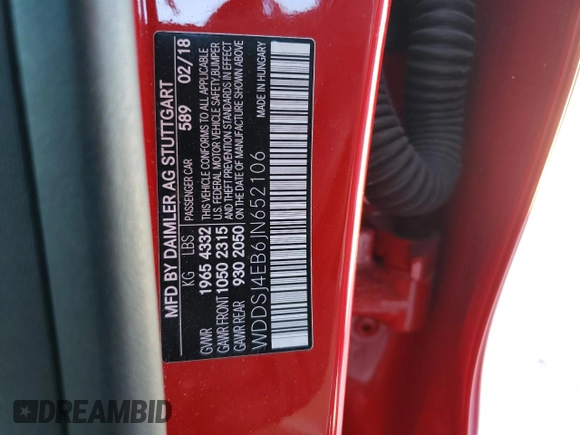 MFD BY DAIMLER AG STUTTGART
KG LBS PASSENGER CAR 589 02/18
GVWR 1965 4332 THIS VEHICLE CONFORMS TO ALL APPLICABLE
GAWR FRONT 1050 2315 U.S. FEDERAL MOTOR VEHICLE SAFETY, BUMPER
GAWR REAR 930 2050 AND THEFT PREVENTION STANDARDS IN EFFECT
ON THE DATE OF MANUFACTURE SHOWN ABOVE
MADE IN HUNGARY
WDDSJ4EB6JN652106
DREAMBID